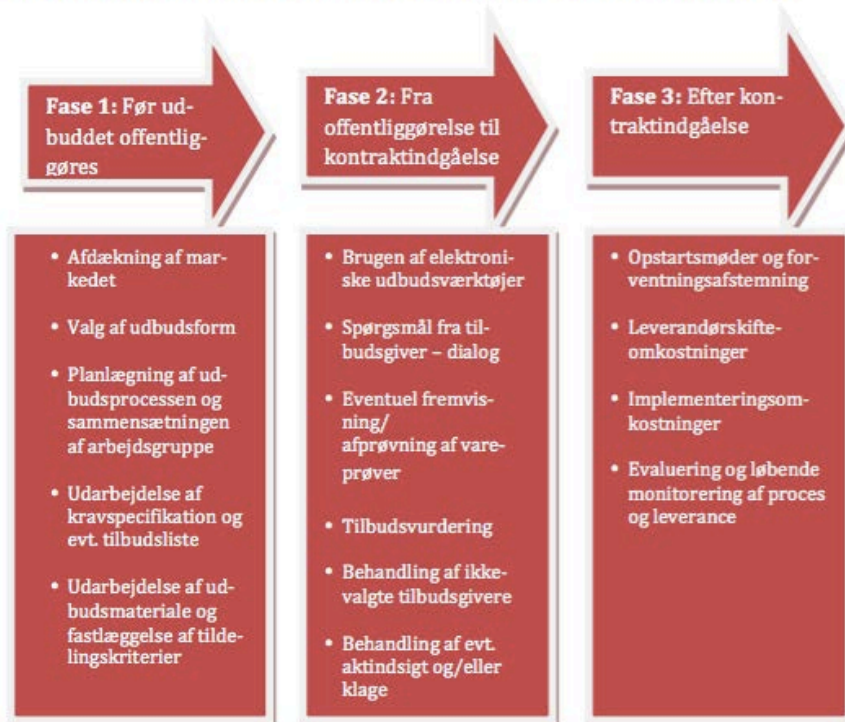 Fase 1: Før ud-
buddet offentlig-
gøres
Fase 2: Fra
offentliggørelse til
kontraktindgåelse
Fase 3: Efter kon-
traktindgåelse
• Afdækning af mar-
kedet
• Valg af udbudsform
• Planlægning af ud-
budsprocessen og
sammensætningen
af arbejdsgruppe
• Udarbejdelse af
kravspecifikation og
evt. tilbudsliste
• Udarbejdelse af ud-
budsmateriale og
fastlæggelse af tilde-
lingskriterier
• Brugen af elektroni-
ske udbudsværktøjer
• Spørgsmål fra til-
budsgiver – dialog
• Eventuel fremvis-
ning/
afprøvning af vare-
prøver
• Tilbudsvurdering
• Behandling af ikke-
valgte tilbudsgivere
• Behandling af evt.
aktindsigt og/eller
klage
• Opstartsmøder og for-
ventningsafstemning
• Leverandørskifte-
omkostninger
• Implementeringsom-
kostninger
• Evaluering og løbende
monitorering af proces
og leverance